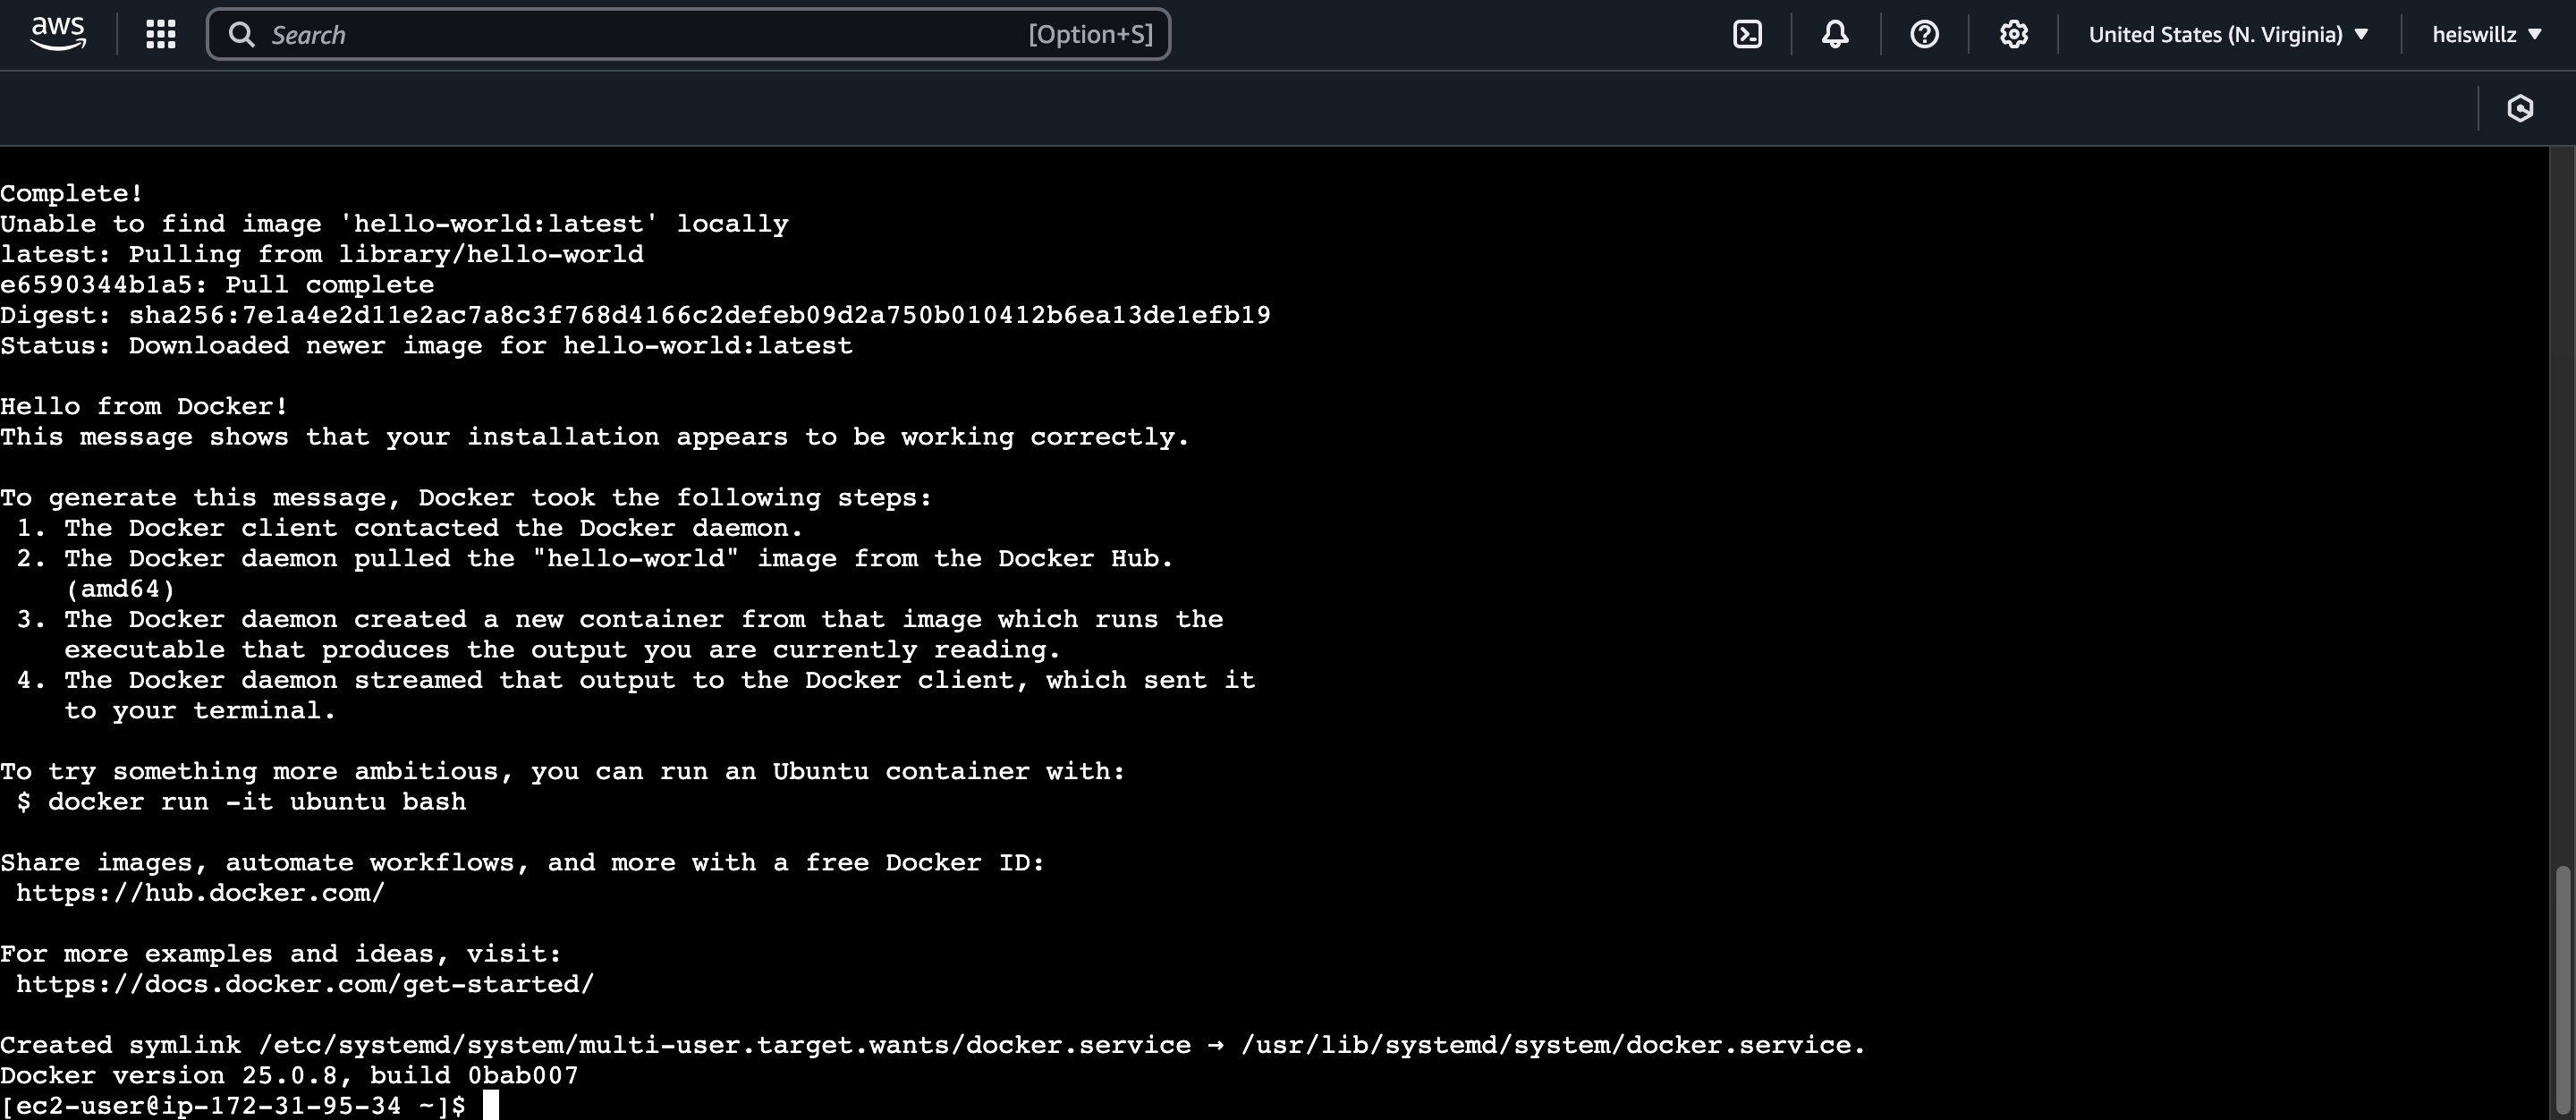 aws
Search [Option+S]
United States (N. Virginia)
heiswillz
Complete!
Unable to find image 'hello-world:latest' locally
latest: Pulling from library/hello-world
e6590344b1a5: Pull complete
Digest: sha256:7e1a4e2d11e2ac7a8c3f768d4166c2defeb09d2a750b010412b6ea13de1efb19
Status: Downloaded newer image for hello-world:latest

Hello from Docker!
This message shows that your installation appears to be working correctly.

To generate this message, Docker took the following steps:
 1. The Docker client contacted the Docker daemon.
 2. The Docker daemon pulled the "hello-world" image from the Docker Hub.
    (amd64)
 3. The Docker daemon created a new container from that image which runs the
    executable that produces the output you are currently reading.
 4. The Docker daemon streamed that output to the Docker client, which sent it
    to your terminal.

To try something more ambitious, you can run an Ubuntu container with:
 $ docker run -it ubuntu bash

Share images, automate workflows, and more with a free Docker ID:
 https://hub.docker.com/

For more examples and ideas, visit:
 https://docs.docker.com/get-started/

Created symlink /etc/systemd/system/multi-user.target.wants/docker.service → /usr/lib/systemd/system/docker.service.
Docker version 25.0.8, build 0bab007
[ec2-user@ip-172-31-95-34 ~]$